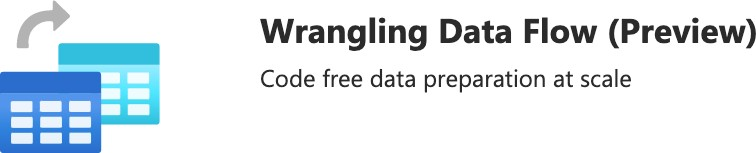 Wrangling Data Flow (Preview)
Code free data preparation at scale